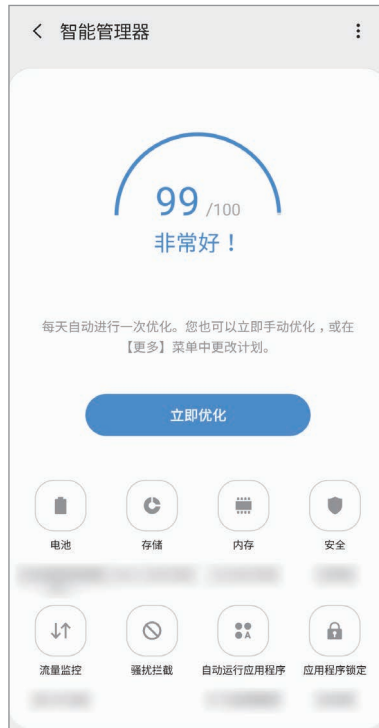 智能管理器
99 /100
非常好！
每天自动进行一次优化。您也可以立即手动优化，或在
【更多】菜单中更改计划。
立即优化
电池 存储 内存 安全
流量监控 骚扰拦截 自动运行应用程序 应用程序锁定